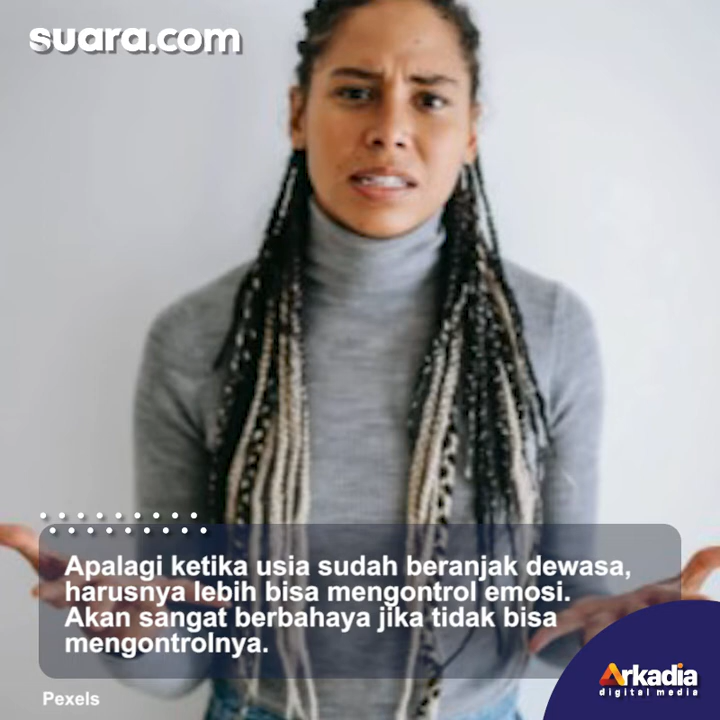 suara.com
Apalagi ketika usia sudah beranjak dewasa,
harusnya lebih bisa mengontrol emosi.
Akan sangat berbahaya jika tidak bisa
mengontrolnya.
Pexels
Arkadia
digital media